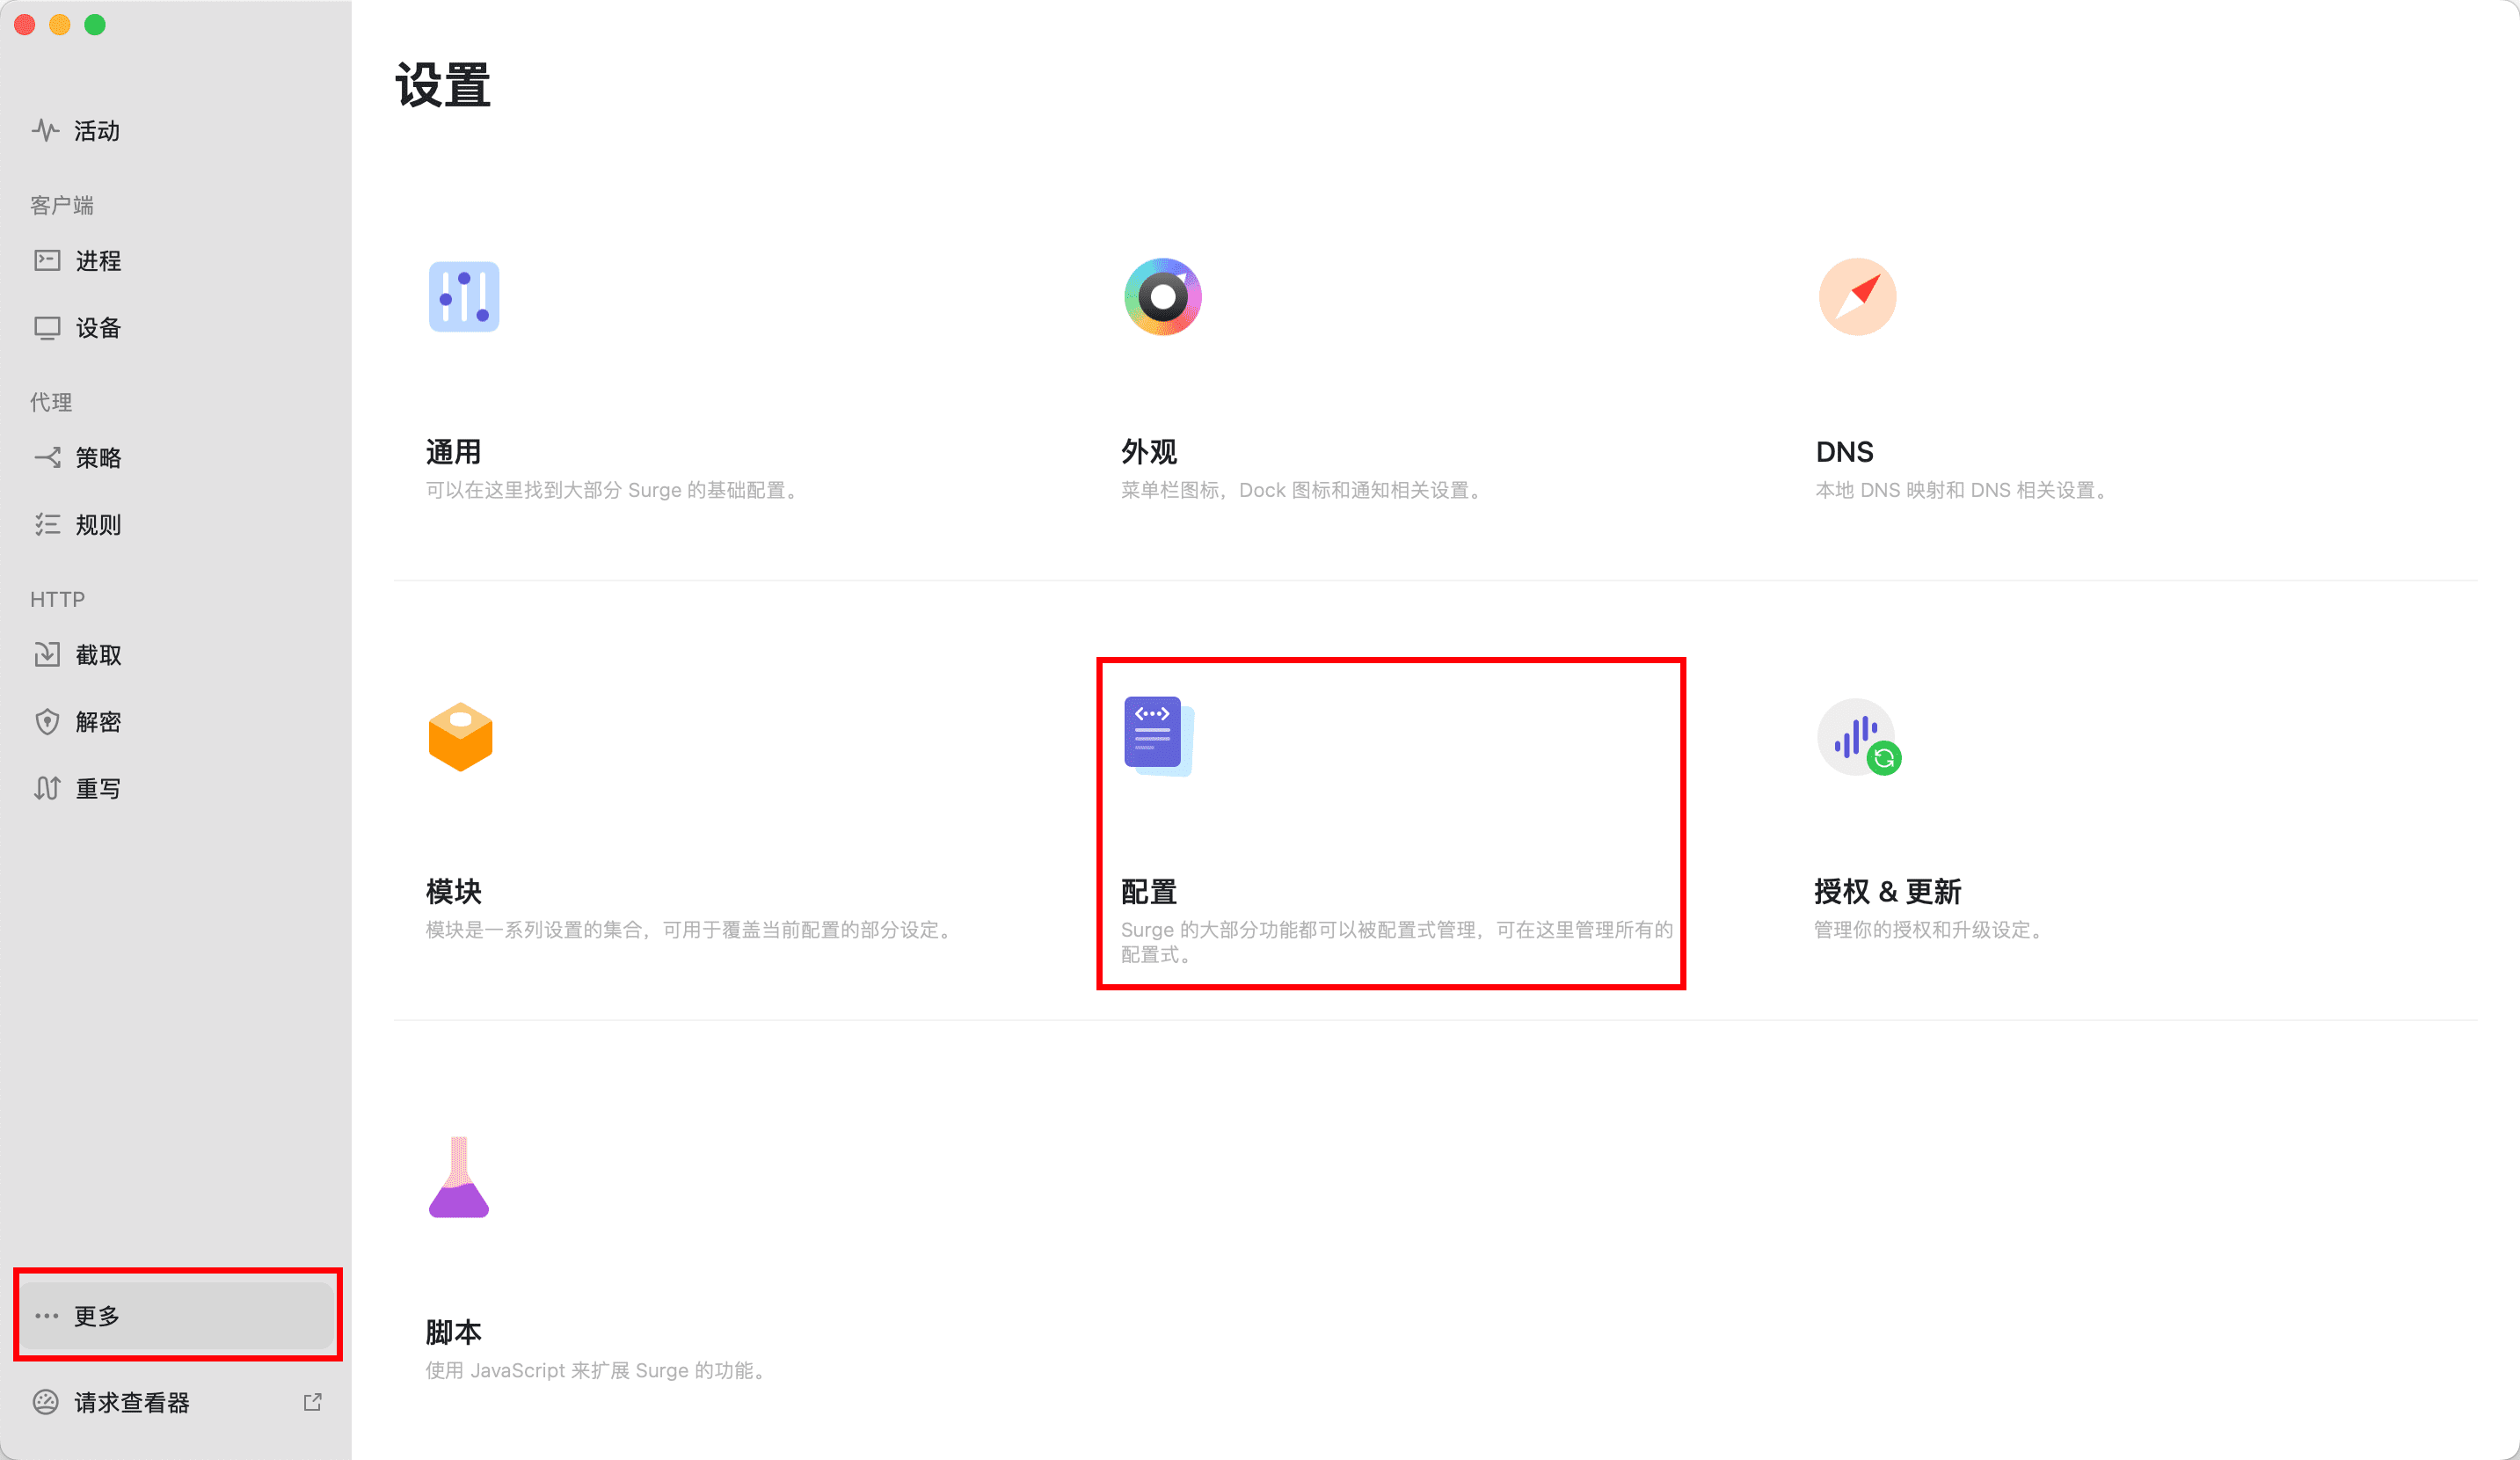 设置
活动
客户端
进程
设备
代理
策略
规则
HTTP
截取
解密
重写
更多
请求查看器
通用
可以在这里找到大部分 Surge 的基础配置。
外观
菜单栏图标，Dock 图标和通知相关设置。
DNS
本地 DNS 映射和 DNS 相关设置。
模块
模块是一系列设置的集合，可用于覆盖当前配置的部分设定。
配置
Surge 的大部分功能都可以被配置式管理，可在这里管理所有的
配置式。
授权 & 更新
管理你的授权和升级设定。
脚本
使用 JavaScript 来扩展 Surge 的功能。